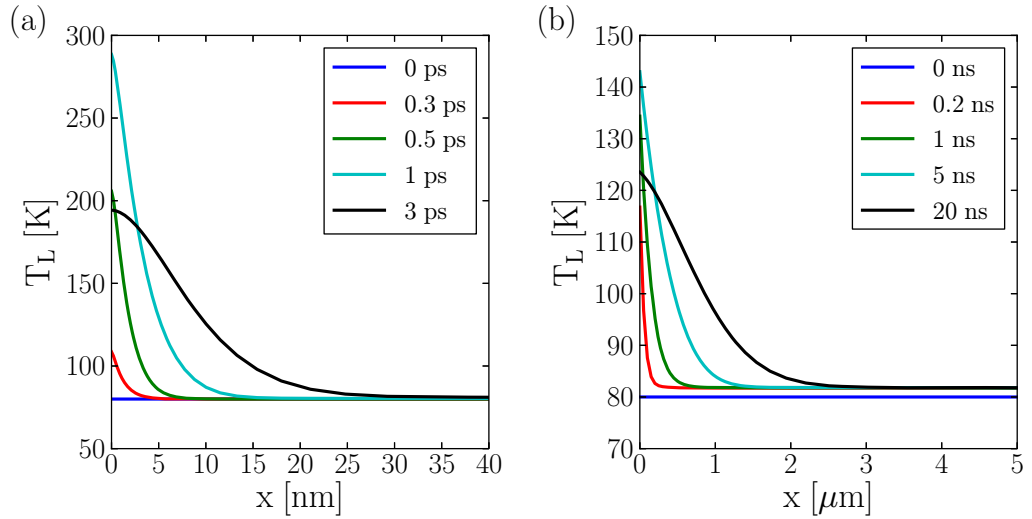 (a)
300
250
200
150
100
50
T_L [K]
0 5 10 15 20 25 30 35 40
x [nm]
0 ps
0.3 ps
0.5 ps
1 ps
3 ps
(b)
150
140
130
120
110
100
90
80
70
T_L [K]
0 1 2 3 4 5
x [μm]
0 ns
0.2 ns
1 ns
5 ns
20 ns